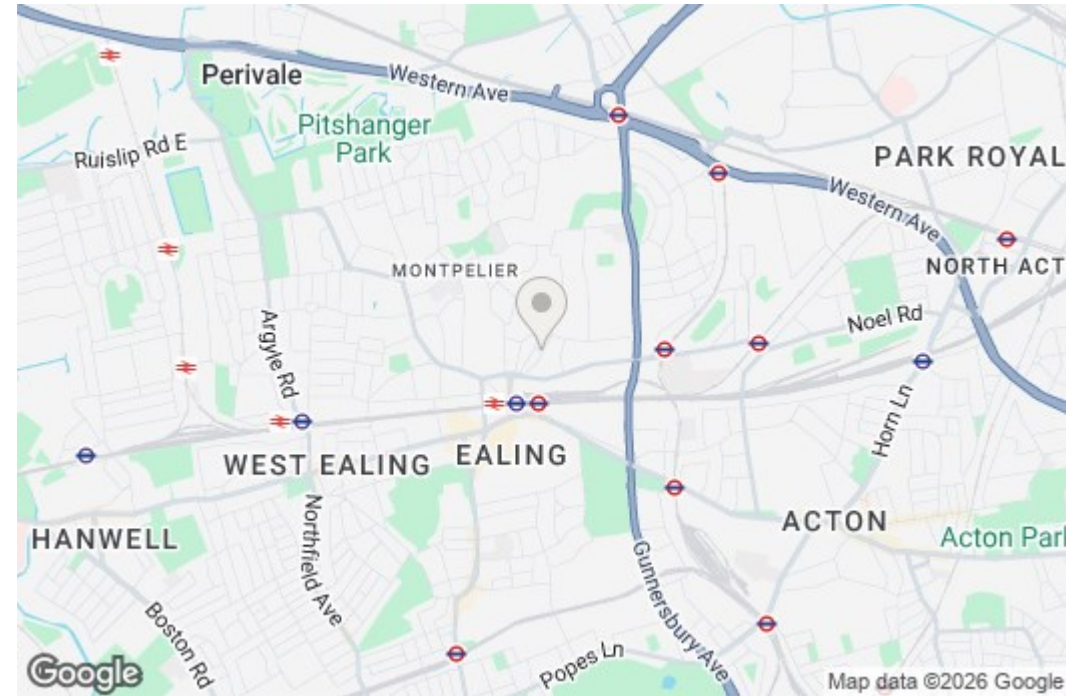 Perivale
Western Ave
Pitshanger
Park
Ruislip Rd E
PARK ROYAL
Western Ave
MONTPELIER
NORTH ACT
Argyle Rd
Noel Rd
Horn Ln
WEST EALING
EALING
HANWELL
Northfield Ave
ACTON
Acton Park
Gunnersbury Ave
Boston Rd
Popes Ln
Google
Map data ©2026 Google